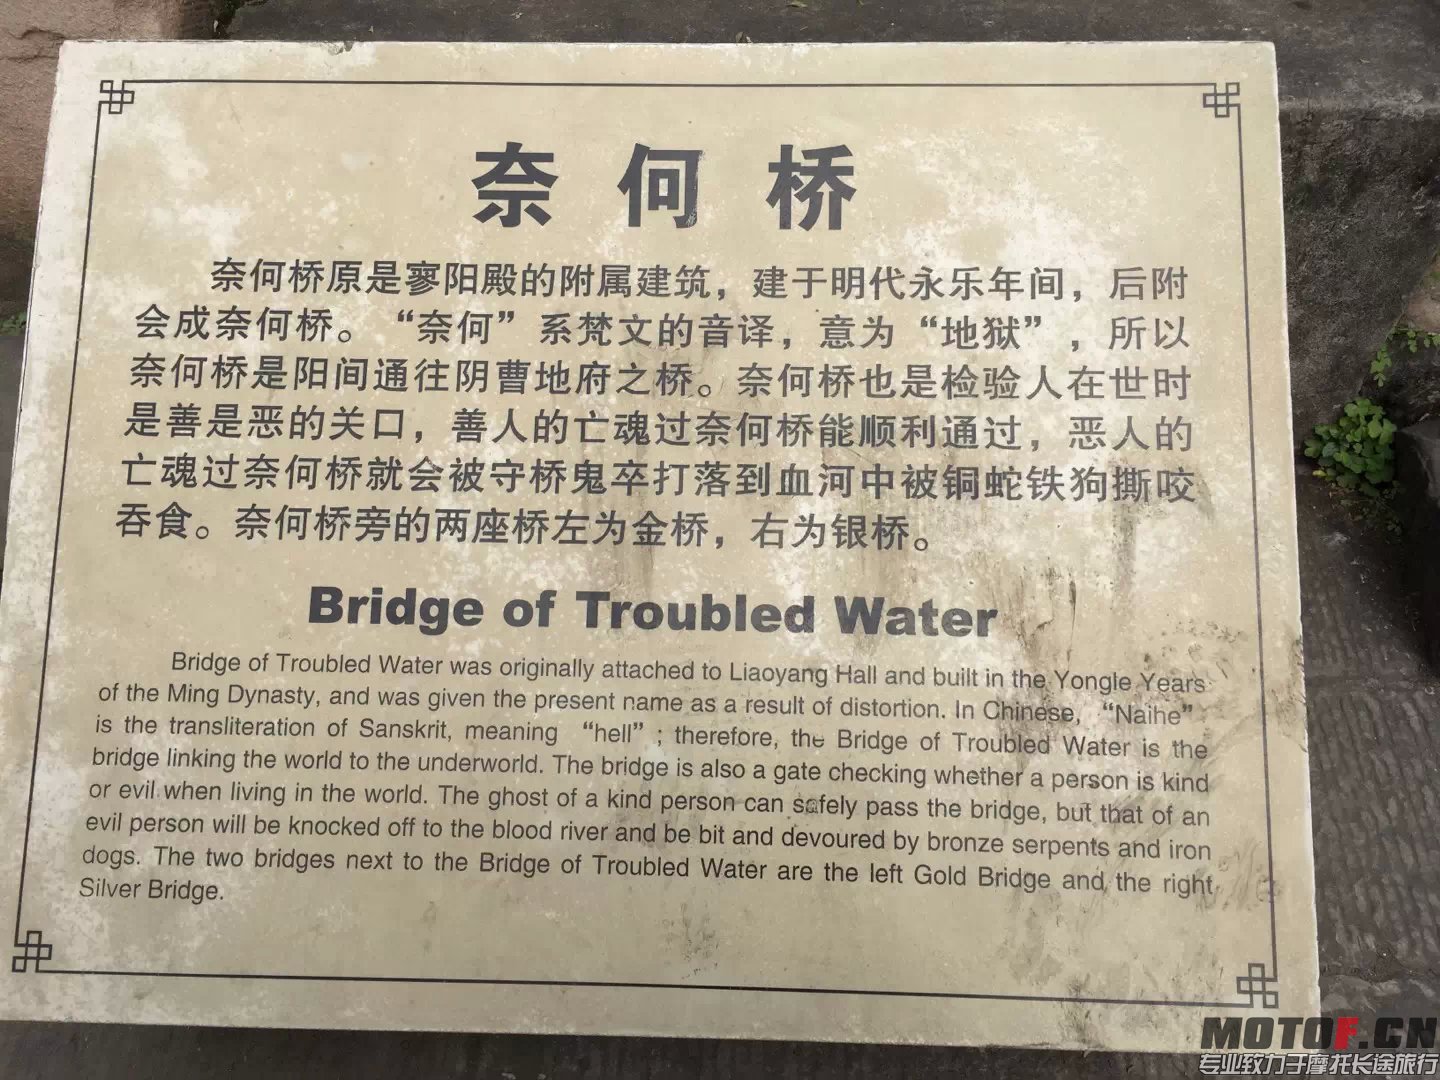 奈何桥
奈何桥原是寥阳殿的附属建筑，建于明代永乐年间，后附
会成奈何桥。“奈何”系梵文的音译，意为“地狱”，所以
奈何桥是阳间通往阴曹地府之桥。奈何桥也是检验人在世时
是善是恶的关口，善人的亡魂过奈何桥能顺利通过，恶人的
亡魂过奈何桥就会被守桥鬼卒打落到血河中被铜蛇铁狗撕咬
吞食。奈何桥旁的两座桥左为金桥，右为银桥。
Bridge of Troubled Water
Bridge of Troubled Water was originally attached to Liaoyang Hall and built in the Yongle Years
of the Ming Dynasty, and was given the present name as a result of distortion. In Chinese, “Naihe”
is the transliteration of Sanskrit, meaning “hell”; therefore, the Bridge of Troubled Water is the
bridge linking the world to the underworld. The bridge is also a gate checking whether a person is kind
or evil when living in the world. The ghost of a kind person can safely pass the bridge, but that of an
evil person will be knocked off to the blood river and be bit and devoured by bronze serpents and iron
dogs. The two bridges next to the Bridge of Troubled Water are the left Gold Bridge and the right
Silver Bridge.
MOTOF.CN
专业致力于摩托长途旅行